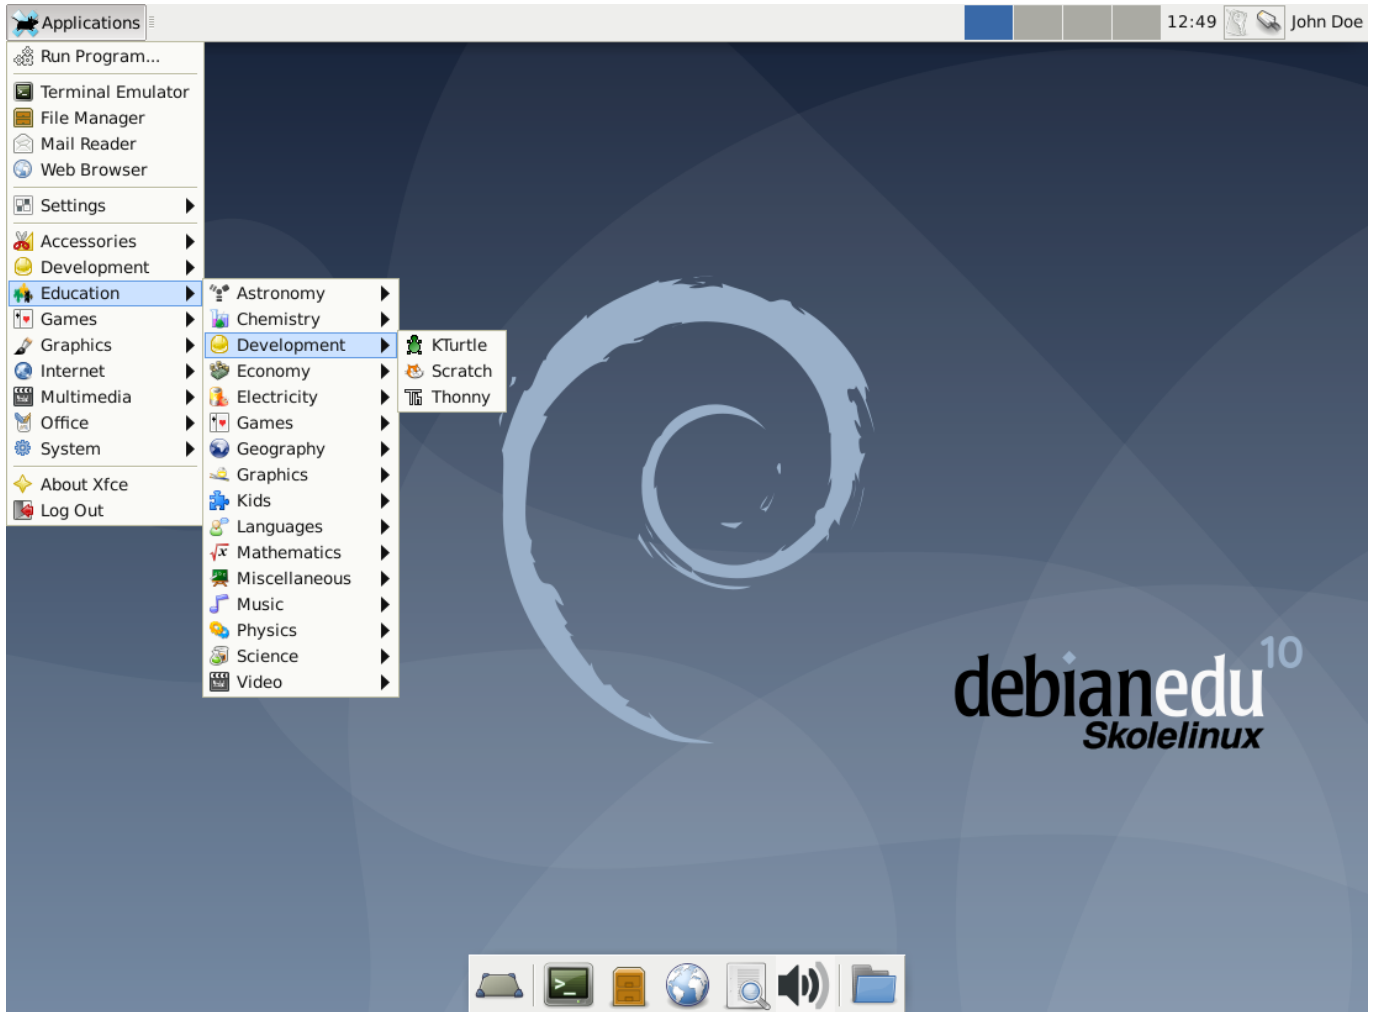 Applications
12:49
John Doe
Run Program...
Terminal Emulator
File Manager
Mail Reader
Web Browser
Settings
Accessories
Development
Education
Games
Graphics
Internet
Multimedia
Office
System
About Xfce
Log Out
Astronomy
Chemistry
Development
Economy
Electricity
Games
Geography
Graphics
Kids
Languages
Mathematics
Miscellaneous
Music
Physics
Science
Video
KTurtle
Scratch
Thonny
debianedu 10
Skolelinux